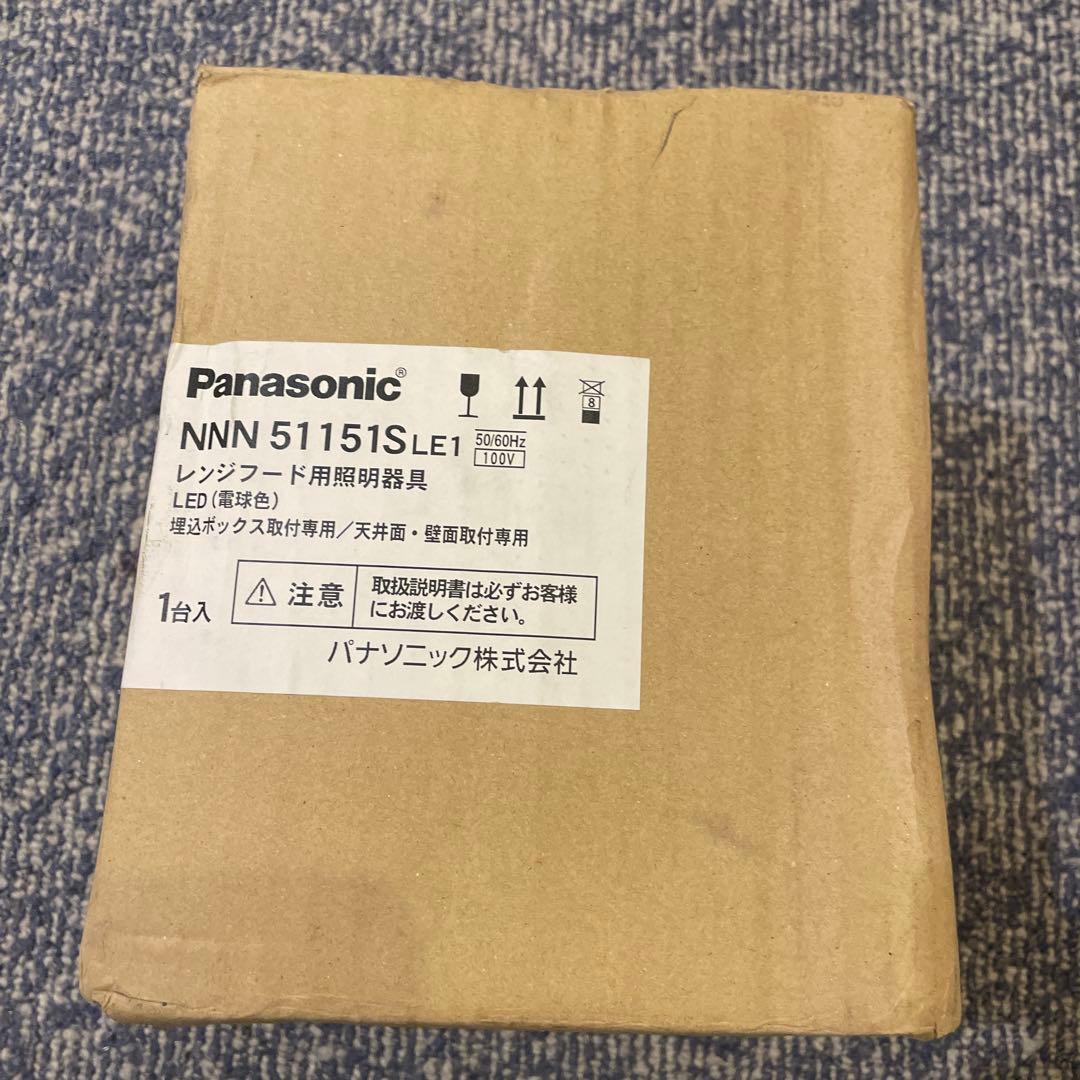 Panasonic®
NNN 51151S LE1 50/60Hz 100V
レンジフード用照明器具
LED(電球色)
埋込ボックス取付専用/天井面・壁面取付専用
8
1台入
注意
取扱説明書は必ずお客様
にお渡しください。
パナソニック株式会社